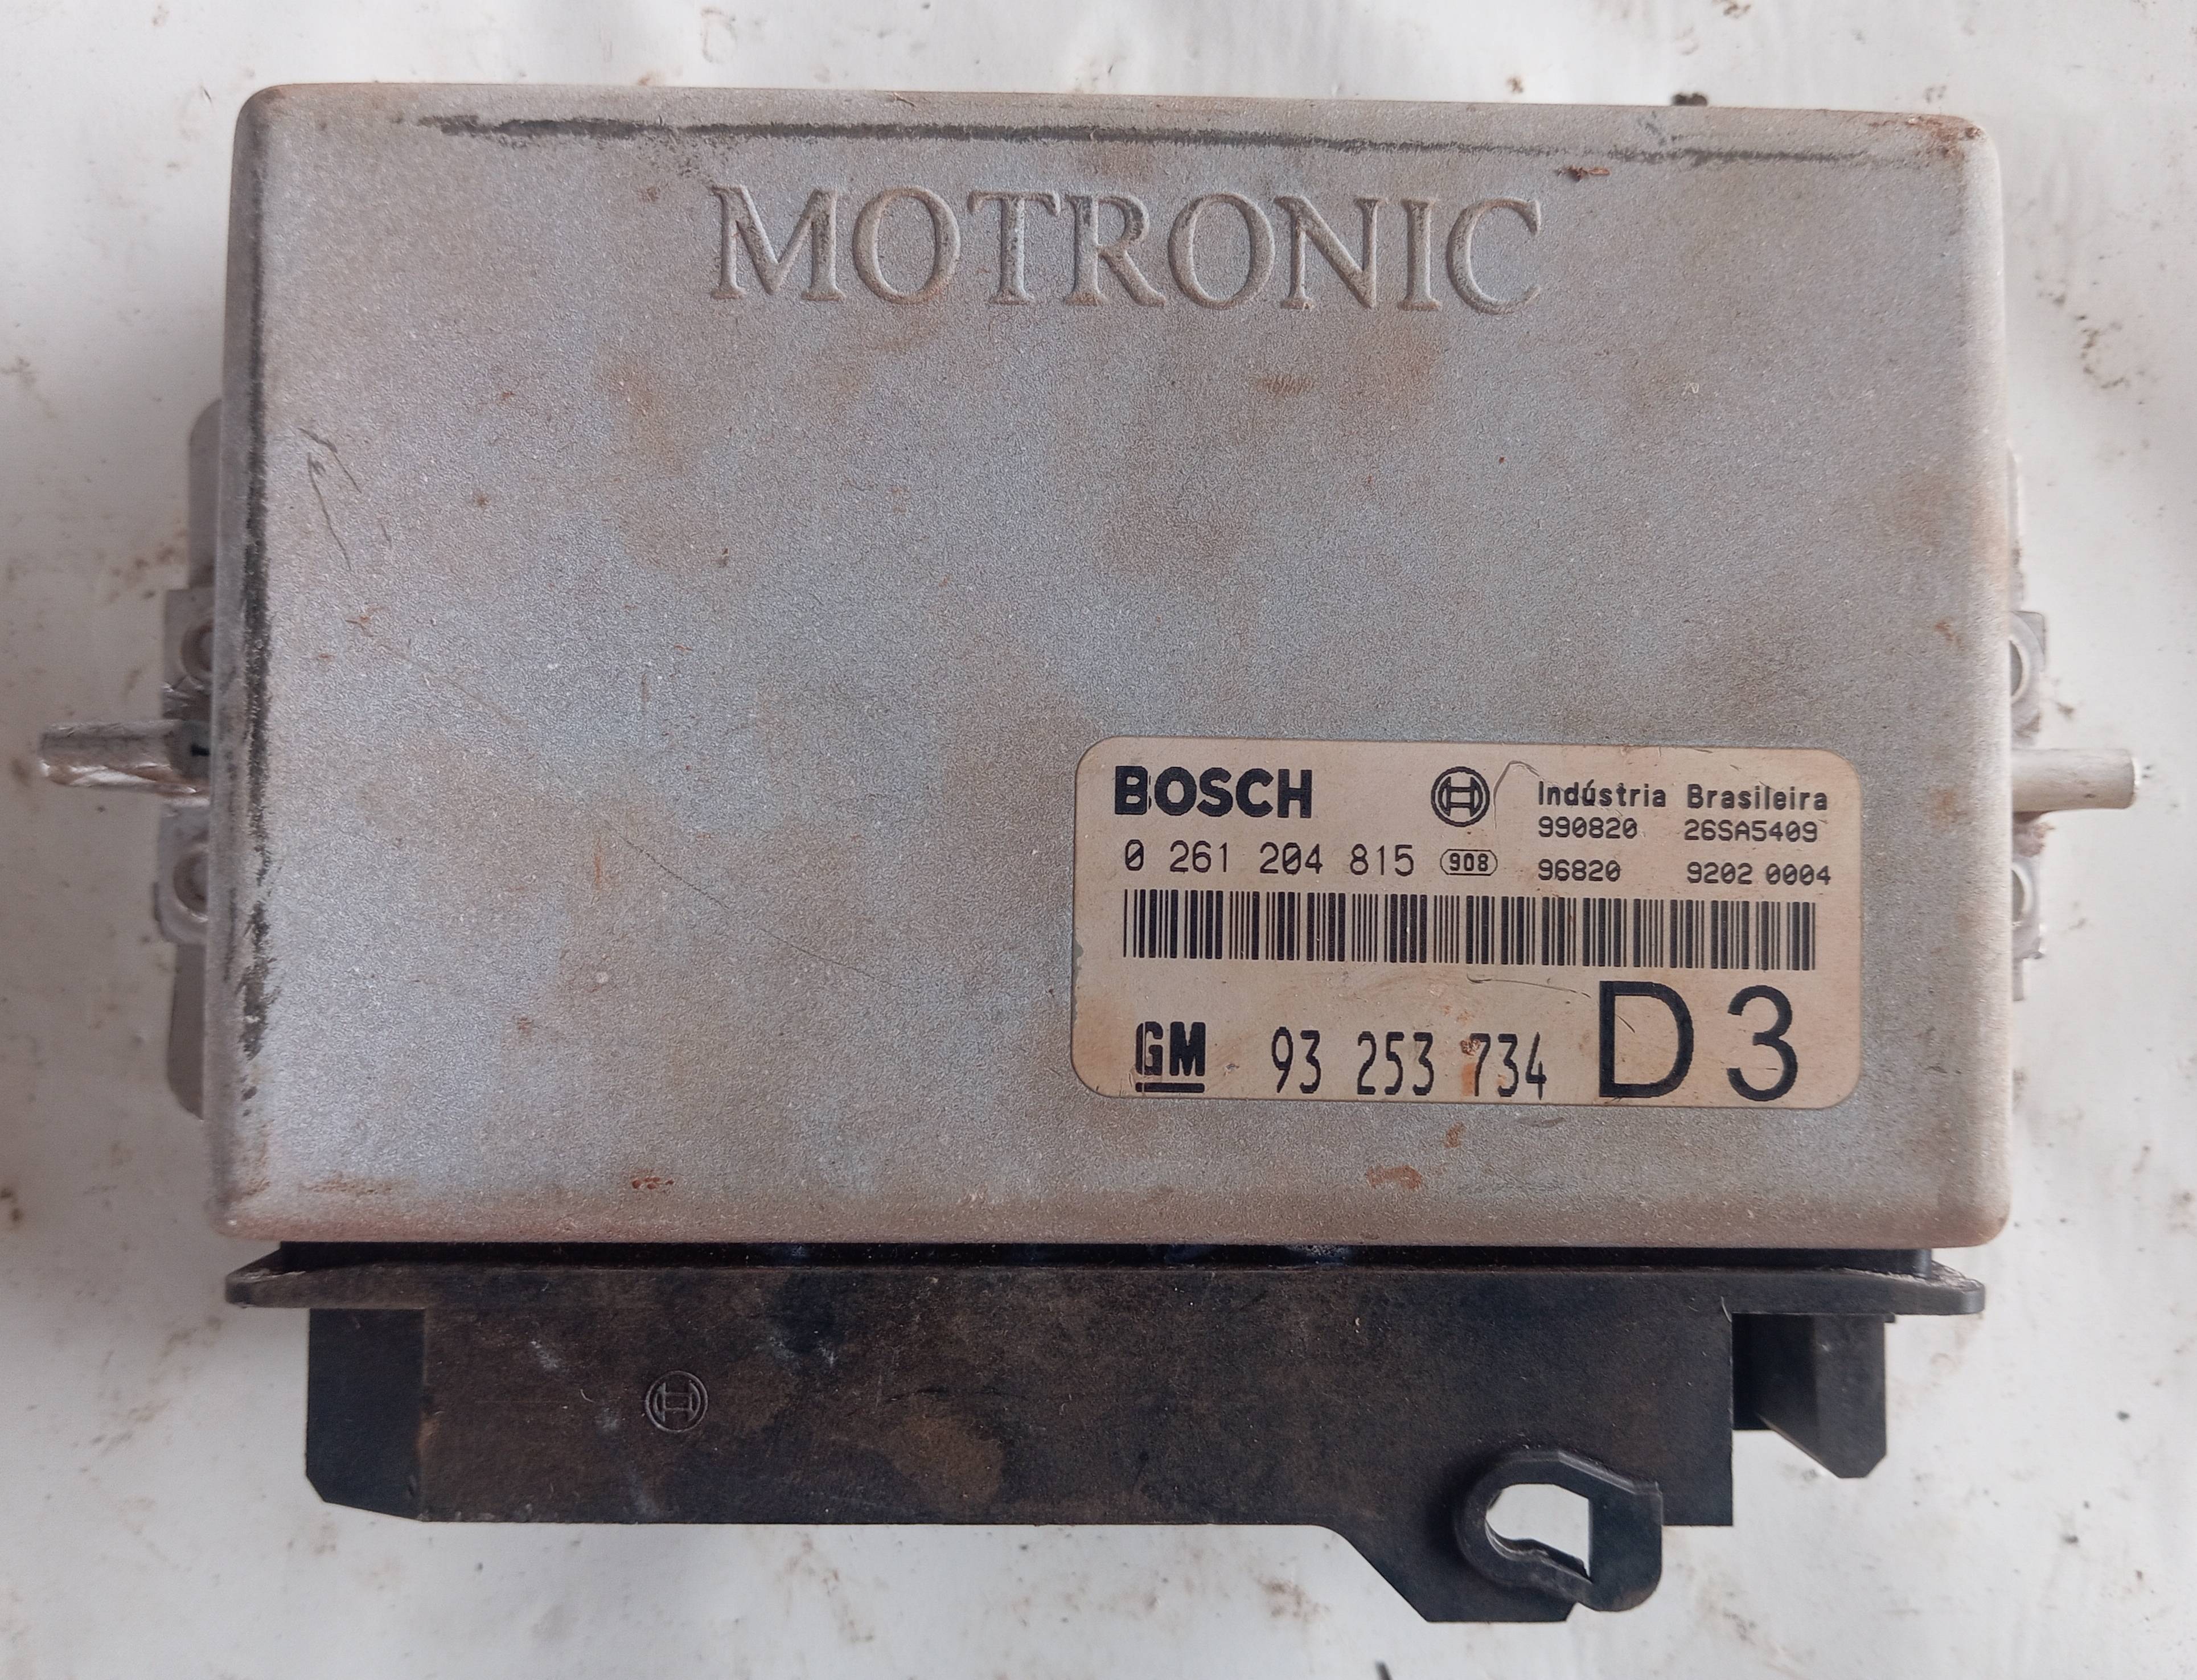 MOTRONIC
BOSCH
Indústria Brasileira
990820 26SA5409
0 261 204 815 908
96820 9202 0004
GM 93 253 734 D3